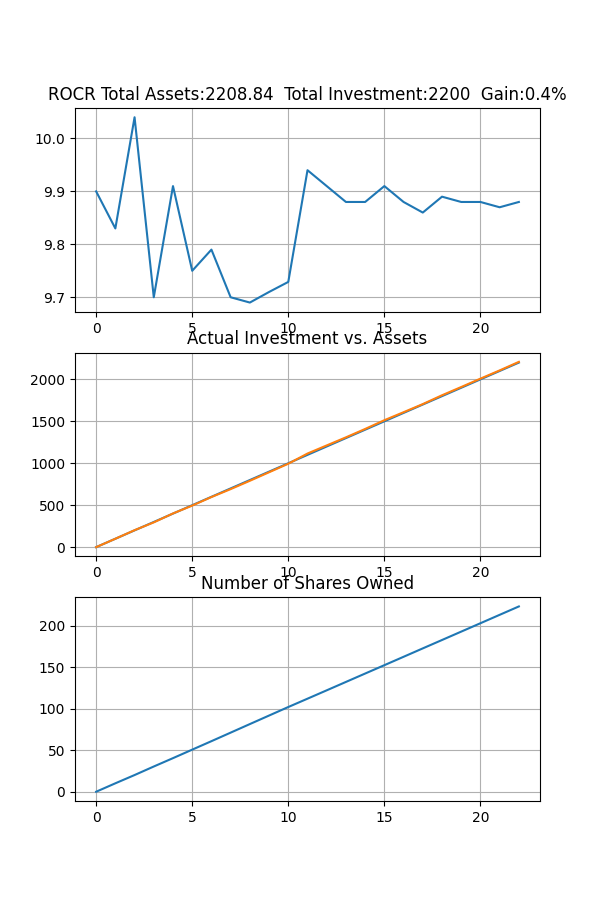 ROCR Total Assets:2208.84  Total Investment:2200  Gain:0.4%
10.0
9.9
9.8
9.7
0 5 10 15 20
Actual Investment vs. Assets
2000
1500
1000
500
0
0 5 10 15 20
Number of Shares Owned
200
150
100
50
0
0 5 10 15 20